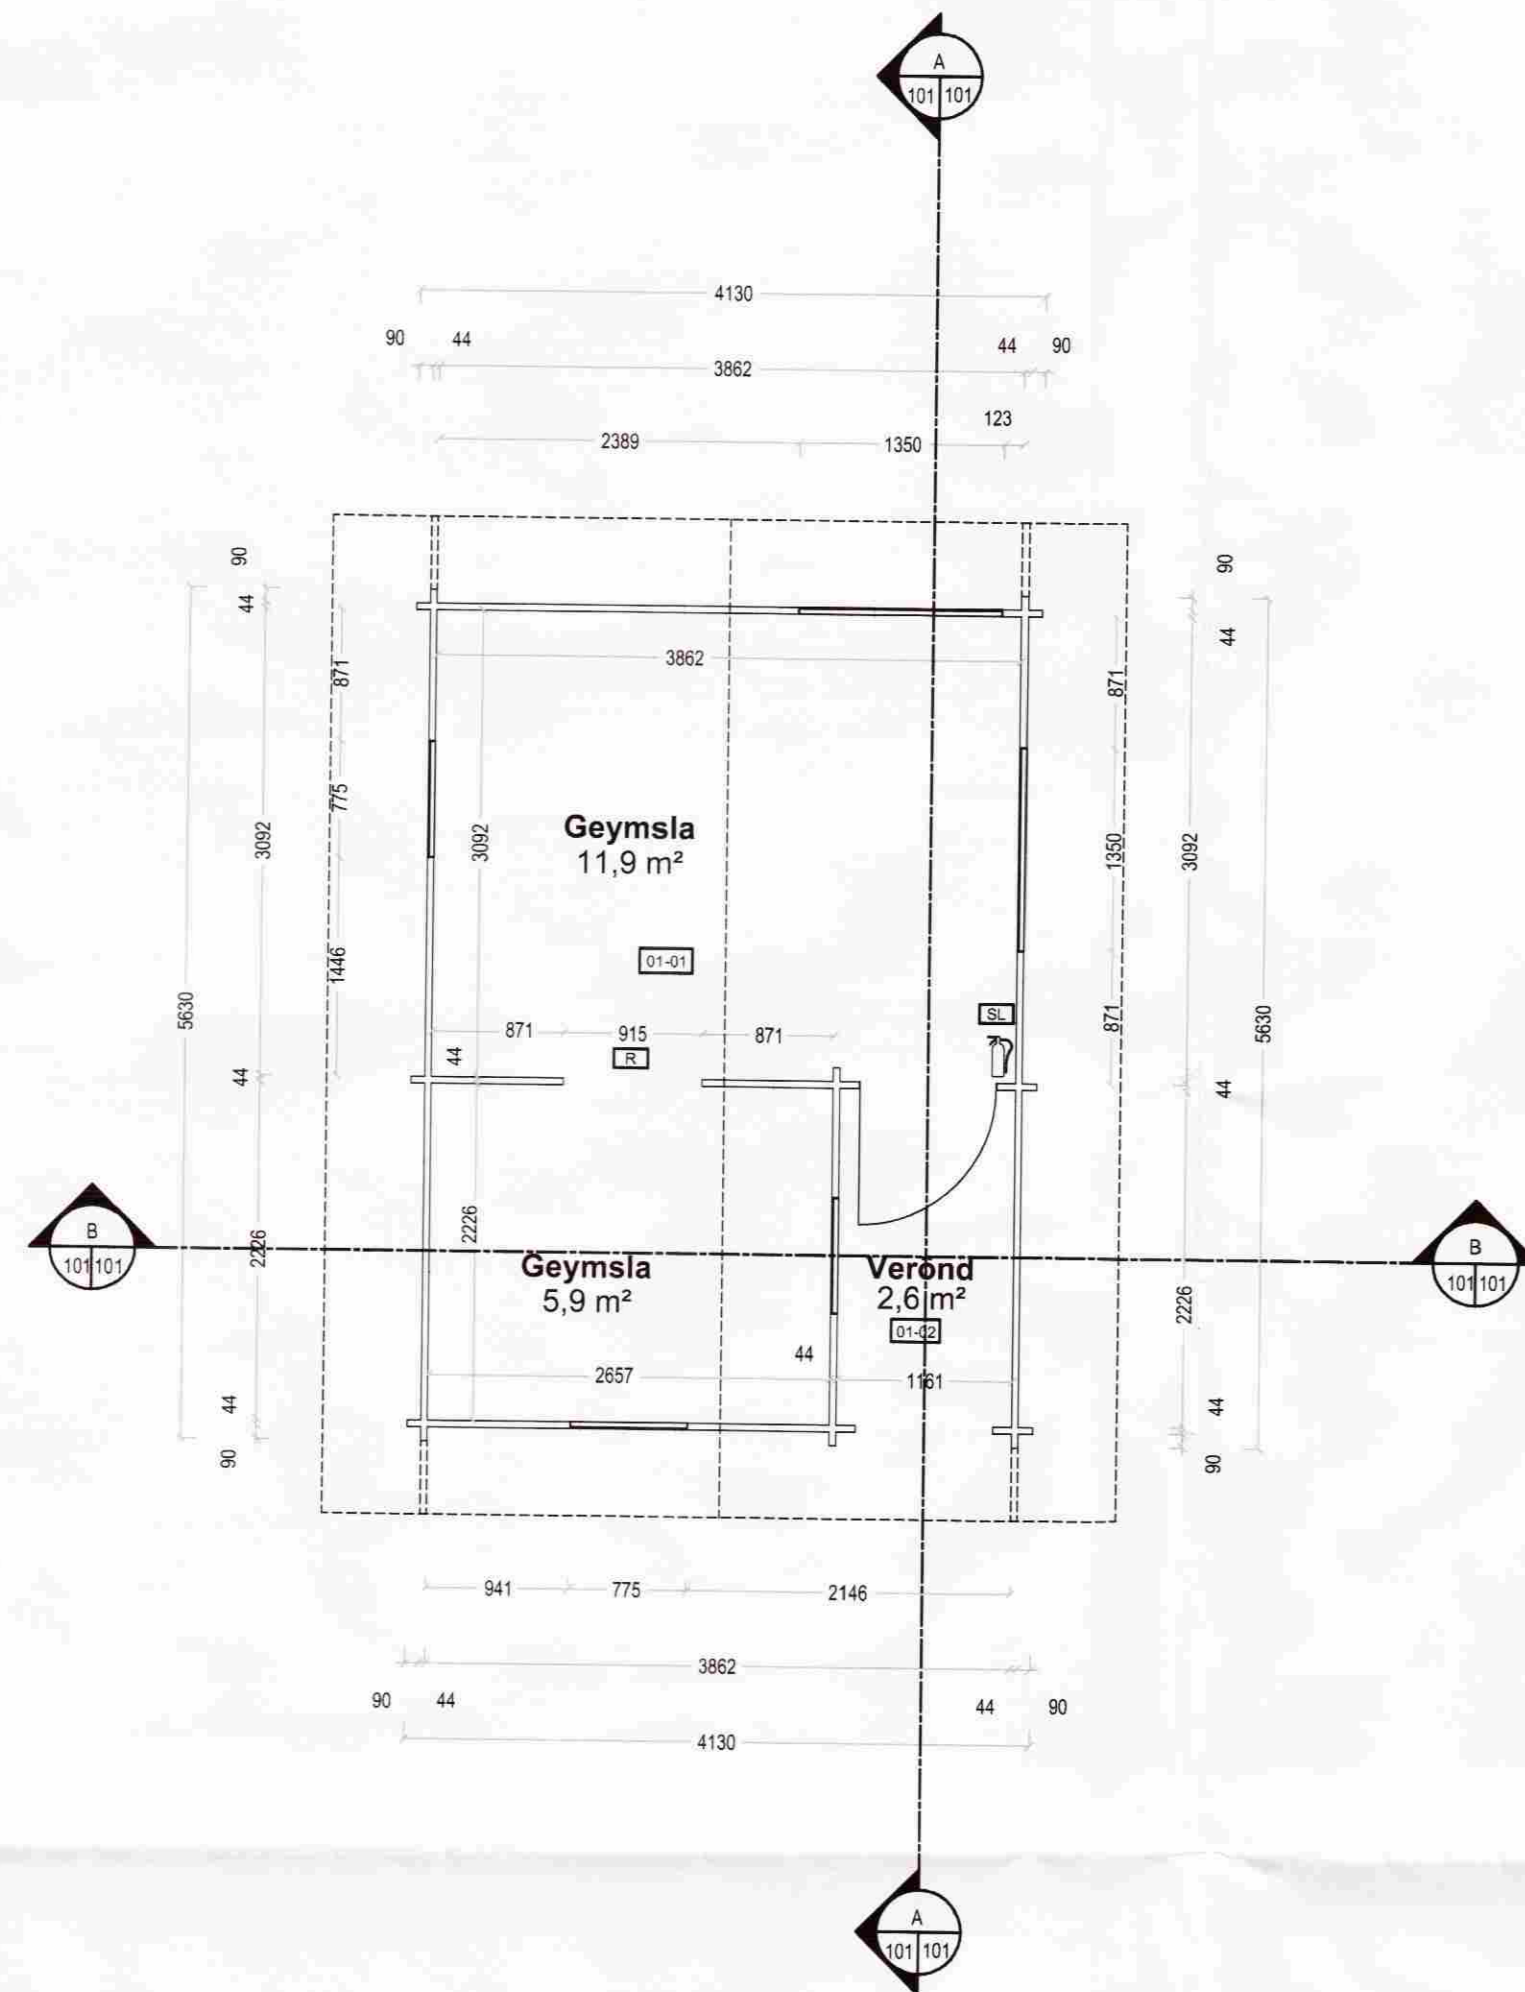 A
101 101
4130
90 44 44 90
3862
123
2389 1350
90 90
44 44
871 3862 871
775
3092 3092 1350 3092
Geymsla
11,9 m²
1446 01-01
5630 SL 871 5630
871 915 871
44 R
44 44
B 2226 B
101 101 2226 Geymsla Verönd 101 101
5,9 m² 2,6 m² 2226
01-02
44
2657 1161
44 44
90 90
941 775 2146
3862
90 44 44 90
4130
A
101 101